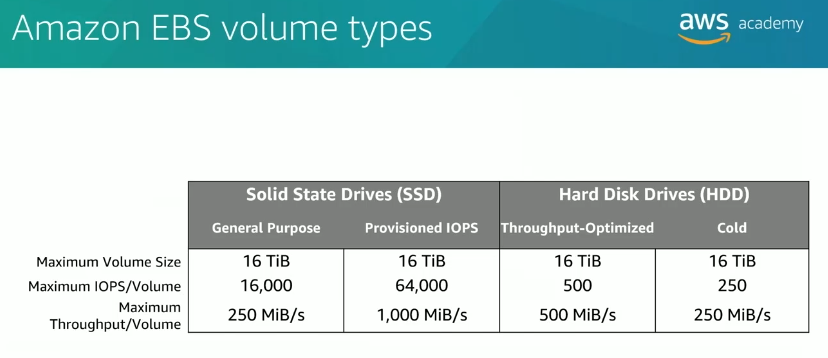 Amazon EBS volume types
aws academy
Solid State Drives (SSD) Hard Disk Drives (HDD)
General Purpose Provisioned IOPS Throughput-Optimized Cold
Maximum Volume Size 16 TiB 16 TiB 16 TiB 16 TiB
Maximum IOPS/Volume 16,000 64,000 500 250
Maximum
Throughput/Volume 250 MiB/s 1,000 MiB/s 500 MiB/s 250 MiB/s